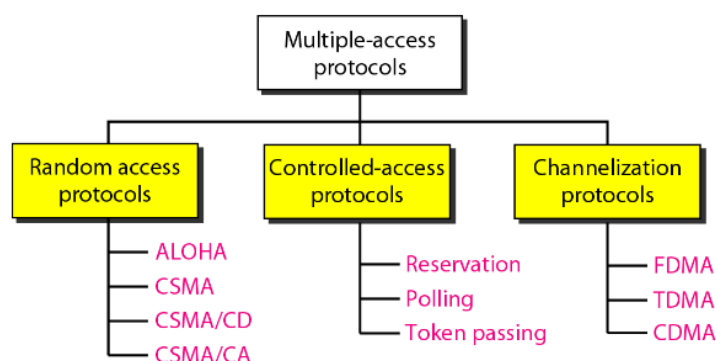 Multiple-access
protocols
Random access
protocols
Controlled-access
protocols
Channelization
protocols
ALOHA
CSMA
CSMA/CD
CSMA/CA
Reservation
Polling
Token passing
FDMA
TDMA
CDMA